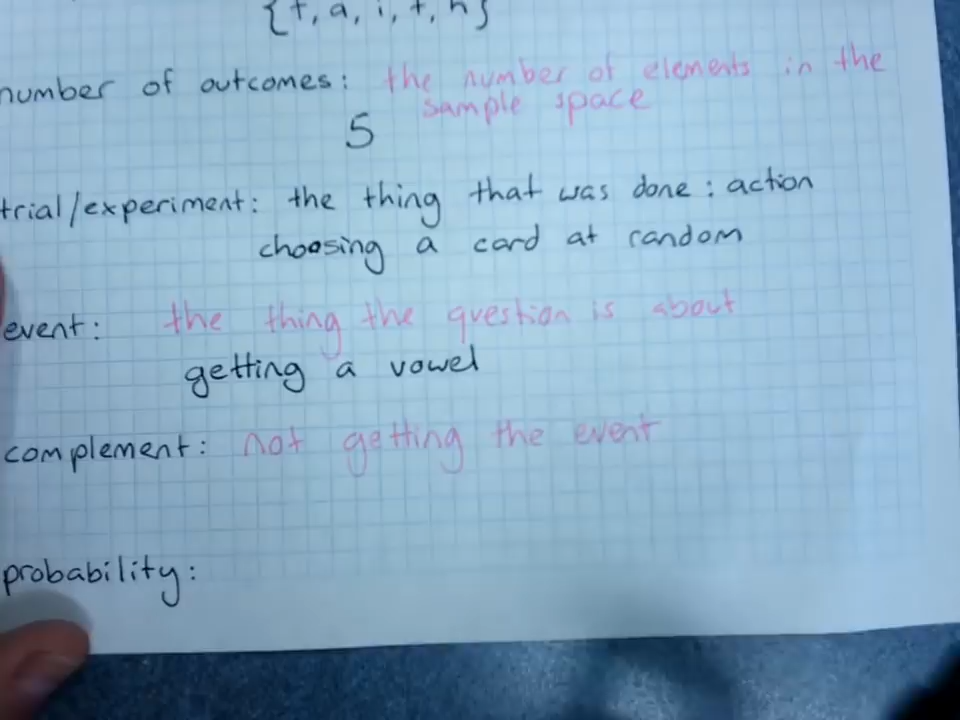 {f, a, i, t, h}
number of outcomes: the number of elements in the
sample space
5
trial/experiment: the thing that was done: action
choosing a card at random
event: the thing the question is about
getting a vowel
complement: not getting the event
probability: